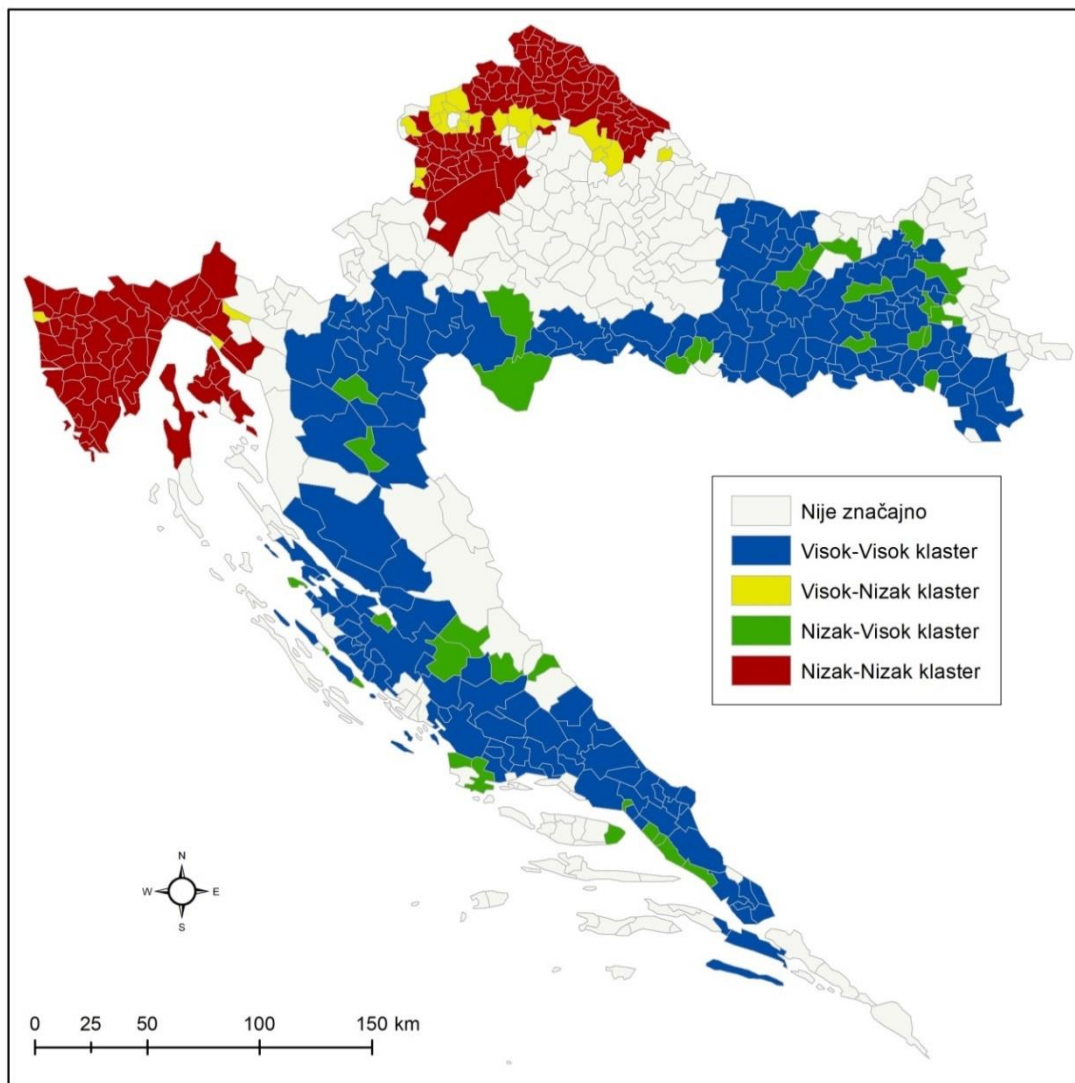 Nije značajno
Visok-Visok klaster
Visok-Nizak klaster
Nizak-Visok klaster
Nizak-Nizak klaster
N
W E
S
0 25 50 100 150 km